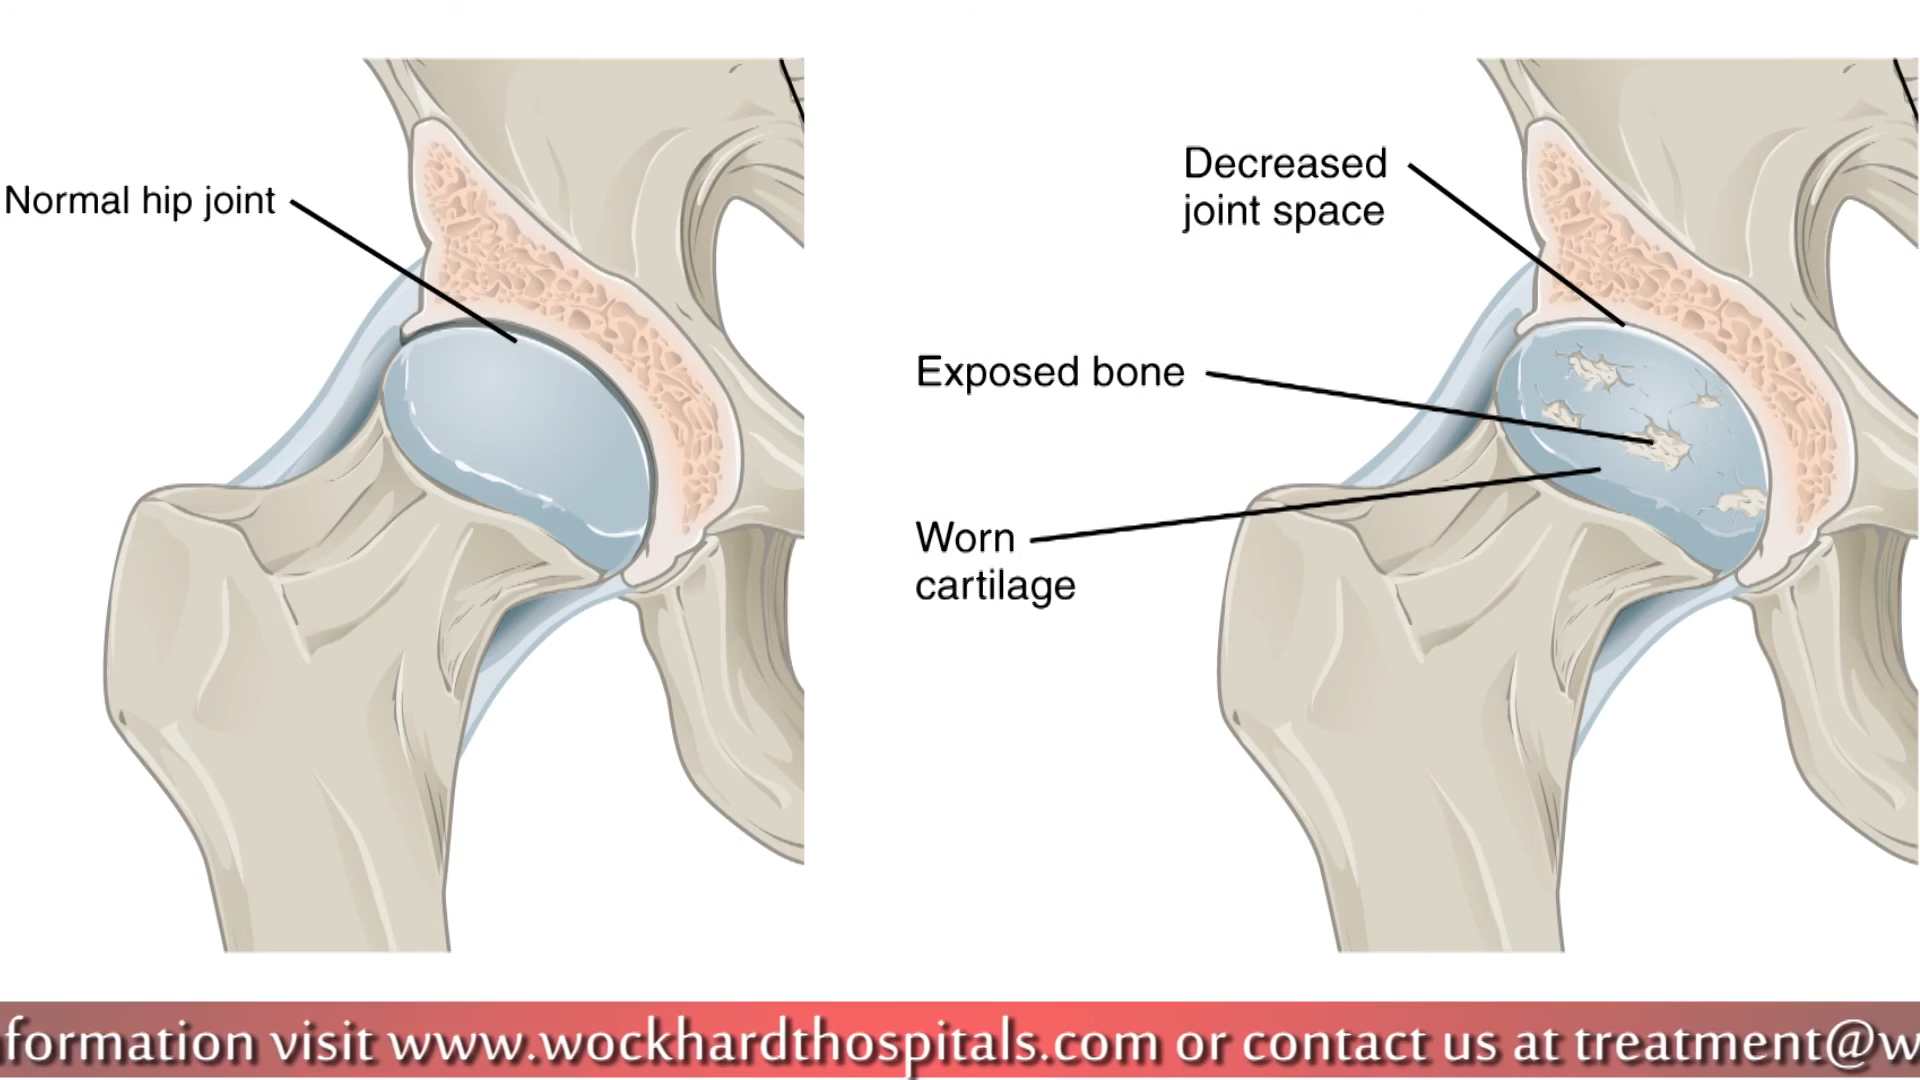 Normal hip joint
Decreased
joint space
Exposed bone
Worn
cartilage
formation visit www.wockhardthospitals.com or contact us at treatment@w